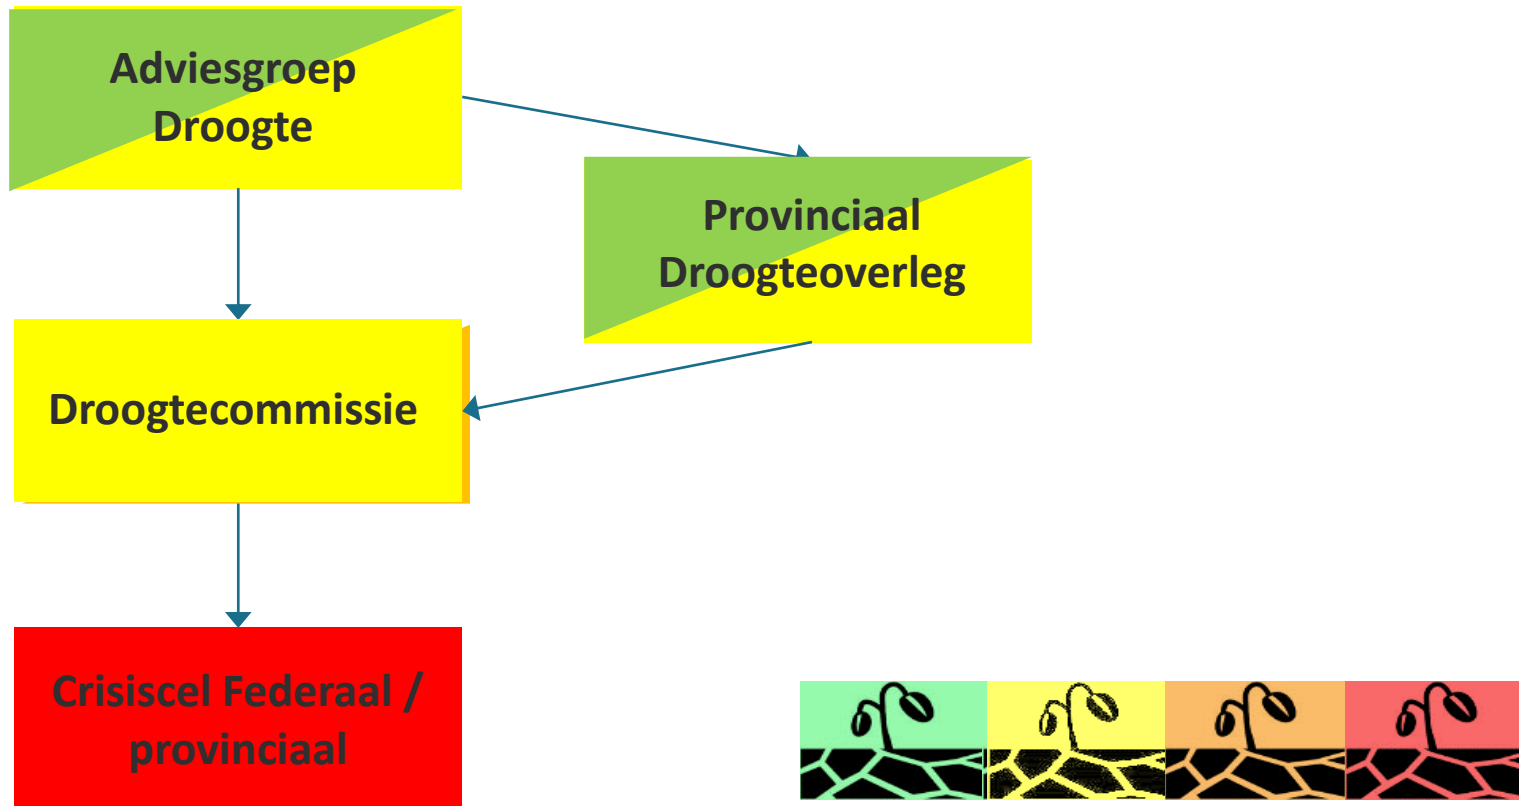 Adviesgroep
Droogte
Provinciaal
Droogteoverleg
Droogtecommissie
Crisiscel Federaal /
provinciaal